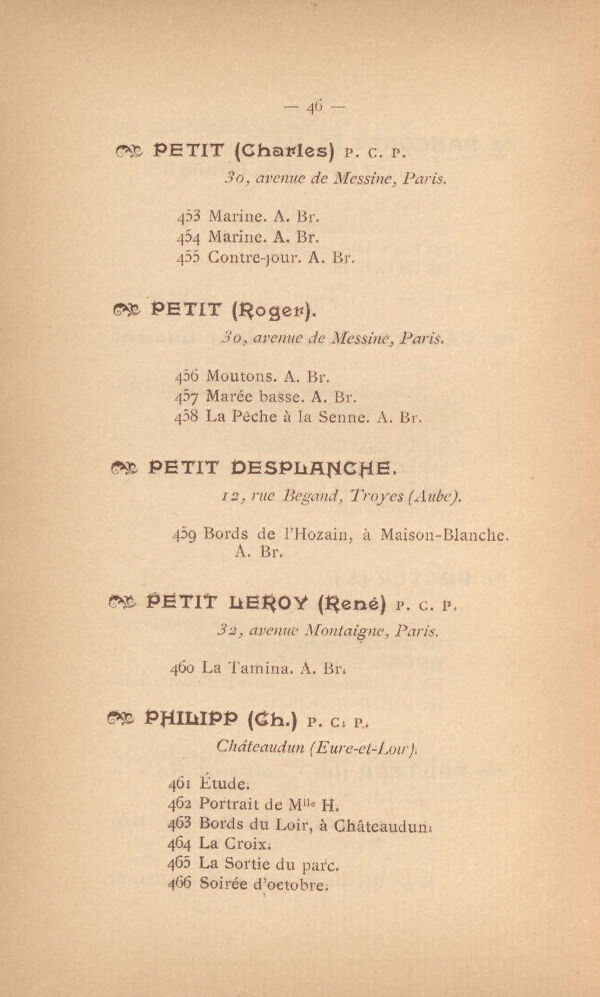 — 46 —
PETIT (Charles) P. C. P.
30, avenue de Messine, Paris.
453 Marine. A. Br.
454 Marine. A. Br.
455 Contre-jour. A. Br.
PETIT (Roger).
30, avenue de Messine, Paris.
456 Moutons. A. Br.
457 Marée basse. A. Br.
458 La Pêche à la Senne. A. Br.
PETIT DESPLANCHE.
12, rue Begand, Troyes (Aube).
459 Bords de l'Hozain, à Maison-Blanche.
A. Br.
PETIT LEROY (René) P. C. P.
32, avenue Montaigne, Paris.
460 La Tamina. A. Br.
PHILIPP (Ch.) P. C. P.
Châteaudun (Eure-et-Loir).
461 Étude.
462 Portrait de Mlle H.
463 Bords du Loir, à Châteaudun.
464 La Croix.
465 La Sortie du parc.
466 Soirée d'octobre.